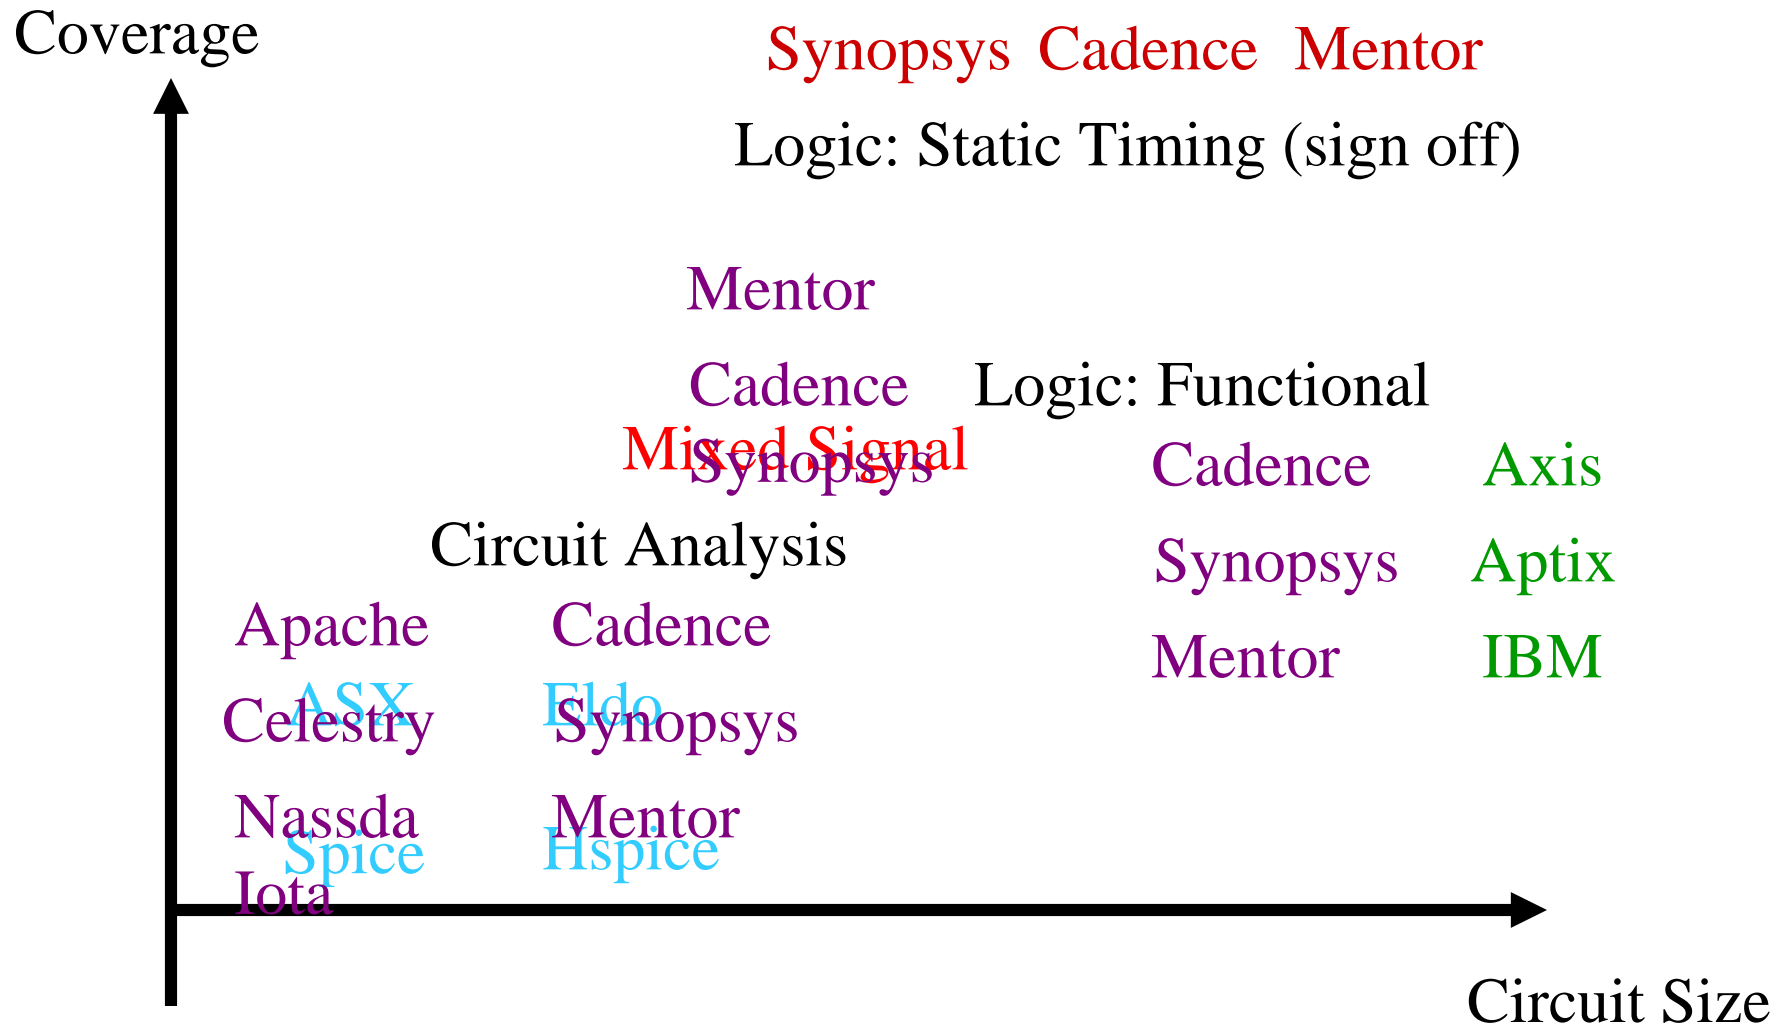 Coverage
Synopsys Cadence Mentor
Logic: Static Timing (sign off)
Mentor
Cadence
Logic: Functional
Mixed Signal
Synopsys
Cadence Axis
Circuit Analysis
Synopsys Aptix
Apache Cadence
Mentor IBM
ASX Eldo
Celestry Synopsys
Nassda Mentor
Spice Hspice
Iota
Circuit Size